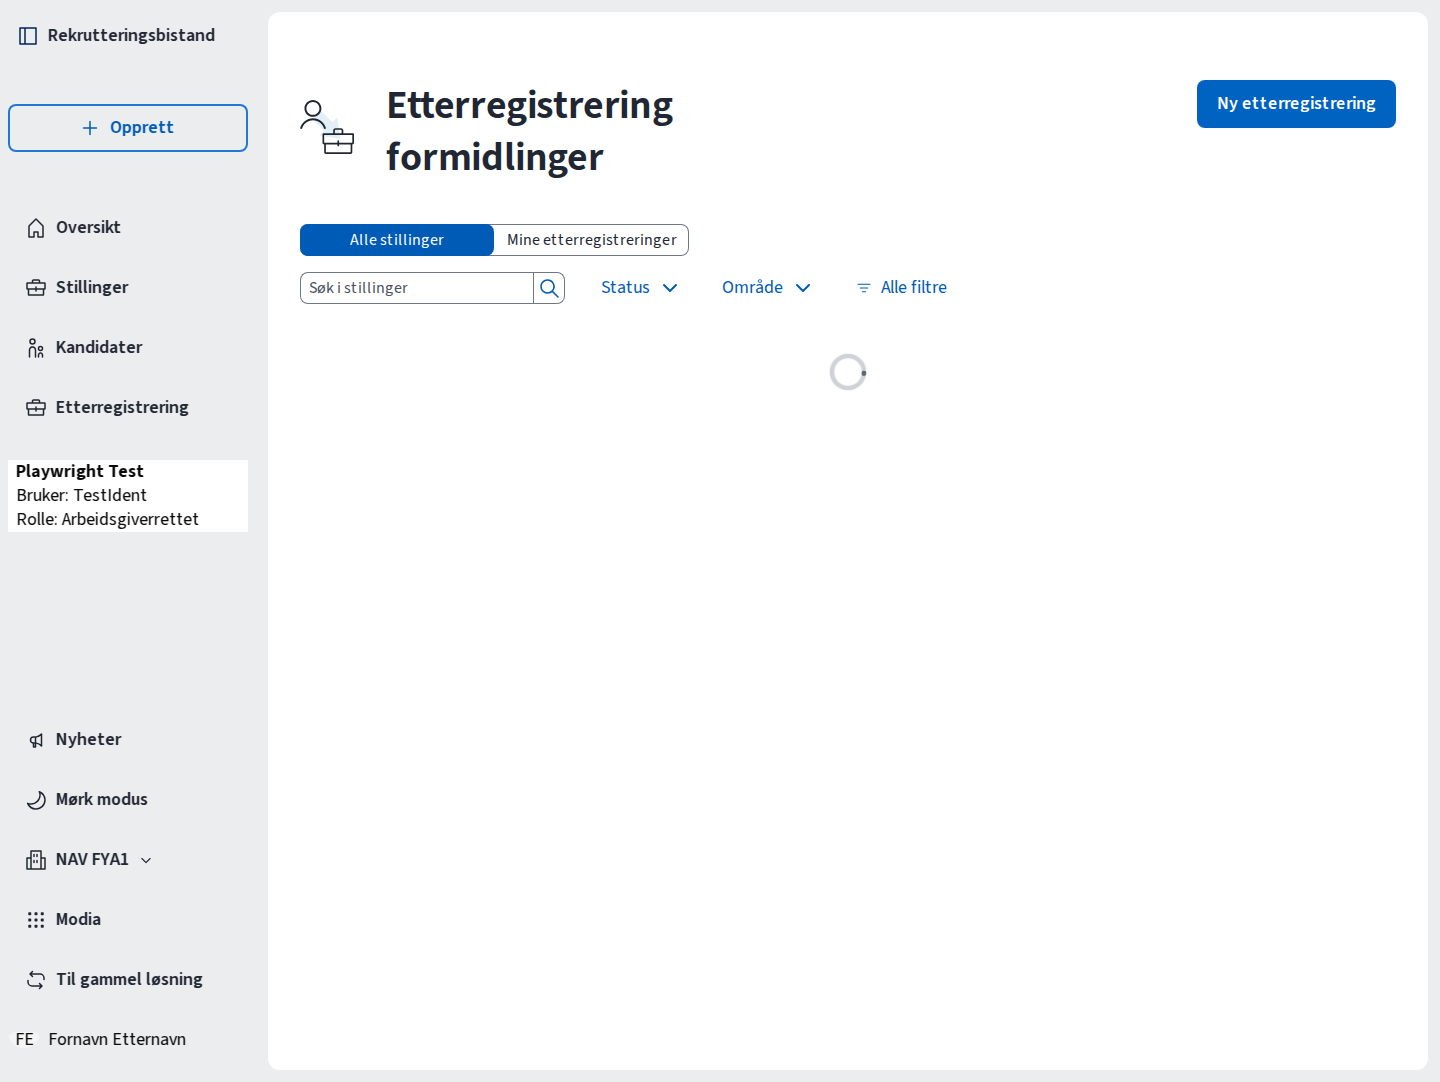 Rekrutteringsbistand
Opprett
Oversikt
Stillinger
Kandidater
Etterregistrering
Playwright Test
Bruker: TestIdent
Rolle: Arbeidsgiverrettet
Nyheter
Mørk modus
NAV FYA1
Modia
Til gammel løsning
FE Fornavn Etternavn
Etterregistrering
formidlinger
Ny etterregistrering
Alle stillinger Mine etterregistreringer
Søk i stillinger Status Område Alle filtre